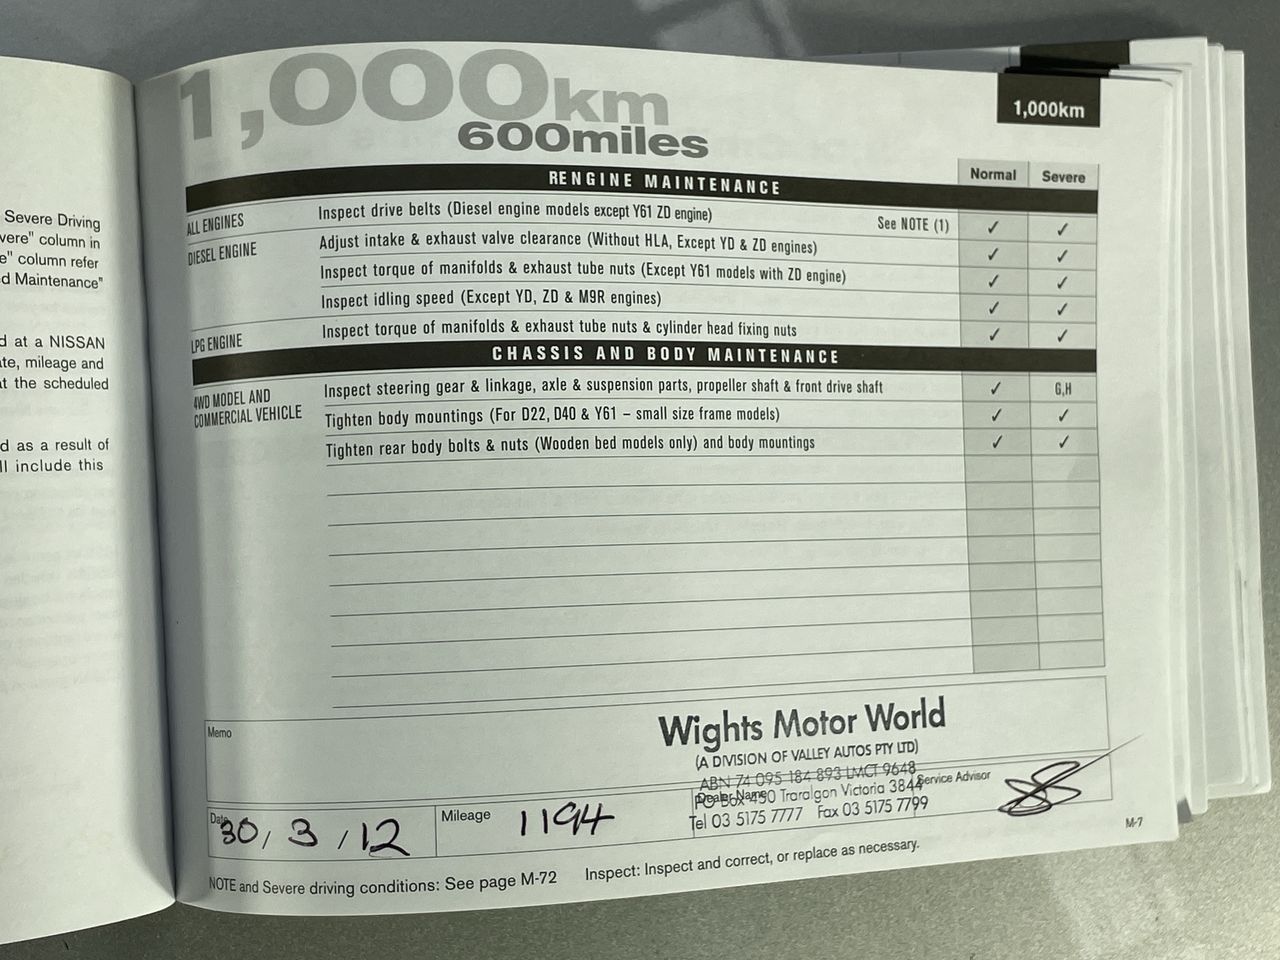 Severe Driving
vere" column in
e" column refer
d Maintenance"
d at a NISSAN
te, mileage and
at the scheduled
d as a result of
ll include this
1,000km
600miles
1,000km
RENGINE MAINTENANCE
Normal Severe
ALL ENGINES Inspect drive belts (Diesel engine models except Y61 ZD engine) See NOTE (1) ✓ ✓
DIESEL ENGINE Adjust intake & exhaust valve clearance (Without HLA, Except YD & ZD engines) ✓ ✓
Inspect torque of manifolds & exhaust tube nuts (Except Y61 models with ZD engine) ✓ ✓
Inspect idling speed (Except YD, ZD & M9R engines) ✓ ✓
LPG ENGINE Inspect torque of manifolds & exhaust tube nuts & cylinder head fixing nuts ✓ ✓
CHASSIS AND BODY MAINTENANCE
4WD MODEL AND Inspect steering gear & linkage, axle & suspension parts, propeller shaft & front drive shaft ✓ G,H
COMMERCIAL VEHICLE Tighten body mountings (For D22, D40 & Y61 – small size frame models) ✓ ✓
Tighten rear body bolts & nuts (Wooden bed models only) and body mountings ✓ ✓
Memo
Wights Motor World
(A DIVISION OF VALLEY AUTOS PTY LTD)
ABN 74 095 184 893 LMCT 9648
Dealer Name Service Advisor
PO Box 450 Traralgon Victoria 3844
Tel 03 5175 7777 Fax 03 5175 7799
Date 30/3/12 Mileage 1194
NOTE and Severe driving conditions: See page M-72 Inspect: Inspect and correct, or replace as necessary.
M-7